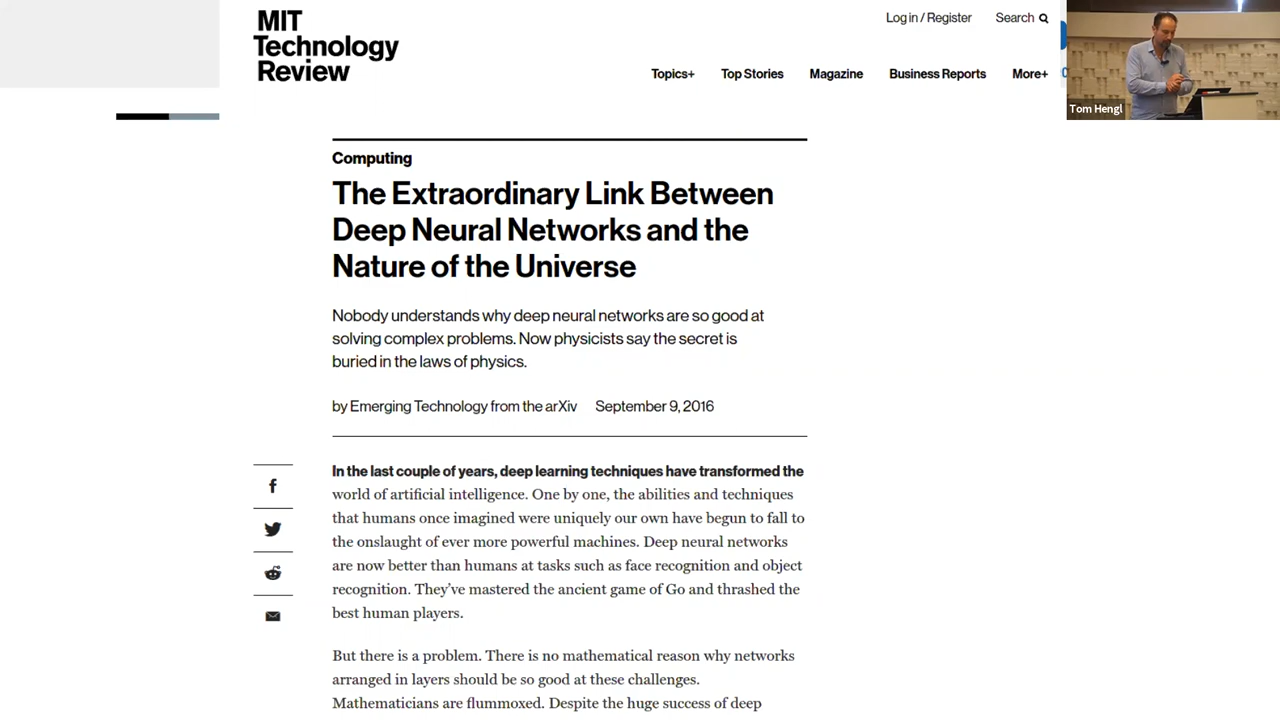 MIT
Technology
Review
Log in / Register
Search
Topics+
Top Stories
Magazine
Business Reports
More+
Tom Hengl
Computing
The Extraordinary Link Between
Deep Neural Networks and the
Nature of the Universe
Nobody understands why deep neural networks are so good at
solving complex problems. Now physicists say the secret is
buried in the laws of physics.
by Emerging Technology from the arXiv September 9, 2016
In the last couple of years, deep learning techniques have transformed the
world of artificial intelligence. One by one, the abilities and techniques
that humans once imagined were uniquely our own have begun to fall to
the onslaught of ever more powerful machines. Deep neural networks
are now better than humans at tasks such as face recognition and object
recognition. They’ve mastered the ancient game of Go and thrashed the
best human players.
But there is a problem. There is no mathematical reason why networks
arranged in layers should be so good at these challenges.
Mathematicians are flummoxed. Despite the huge success of deep